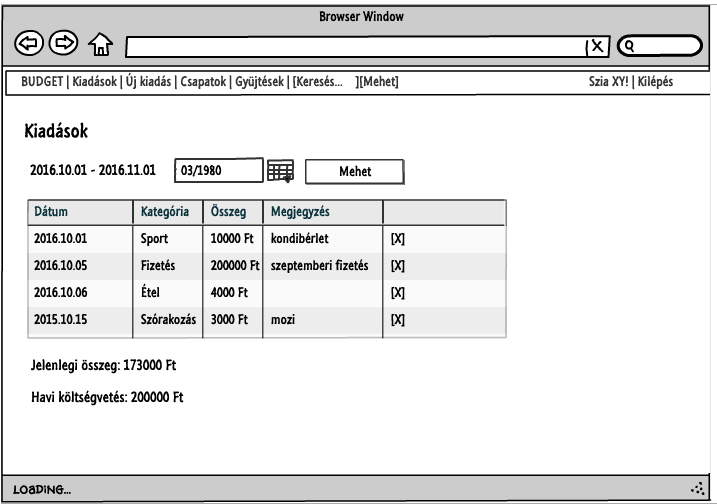 Browser Window
X
BUDGET | Kiadások | Új kiadás | Csapatok | Gyüjtések | [Keresés... ][Mehet] Szia XY! | Kilépés
Kiadások
2016.10.01 - 2016.11.01 03/1980 Mehet
Dátum Kategória Összeg Megjegyzés
2016.10.01 Sport 10000 Ft kondibérlet [X]
2016.10.05 Fizetés 200000 Ft szeptemberi fizetés [X]
2016.10.06 Étel 4000 Ft [X]
2015.10.15 Szórakozás 3000 Ft mozi [X]
Jelenlegi összeg: 173000 Ft
Havi költségvetés: 200000 Ft
LOADING...